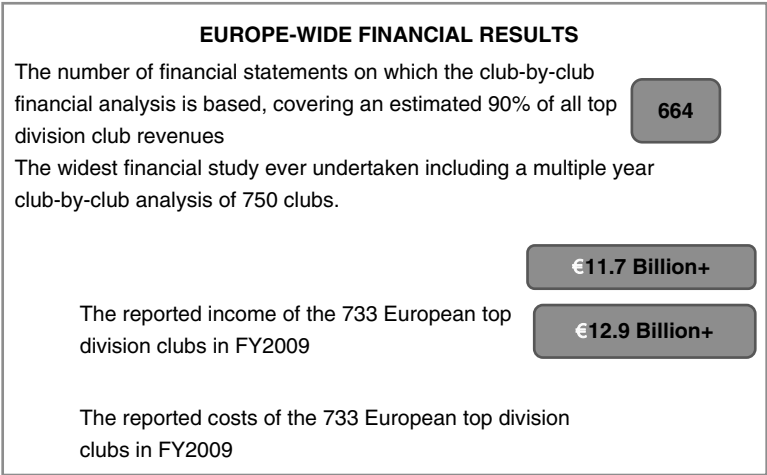 EUROPE-WIDE FINANCIAL RESULTS
The number of financial statements on which the club-by-club
financial analysis is based, covering an estimated 90% of all top
division club revenues
664
The widest financial study ever undertaken including a multiple year
club-by-club analysis of 750 clubs.
€11.7 Billion+
The reported income of the 733 European top
division clubs in FY2009
€12.9 Billion+
The reported costs of the 733 European top division
clubs in FY2009